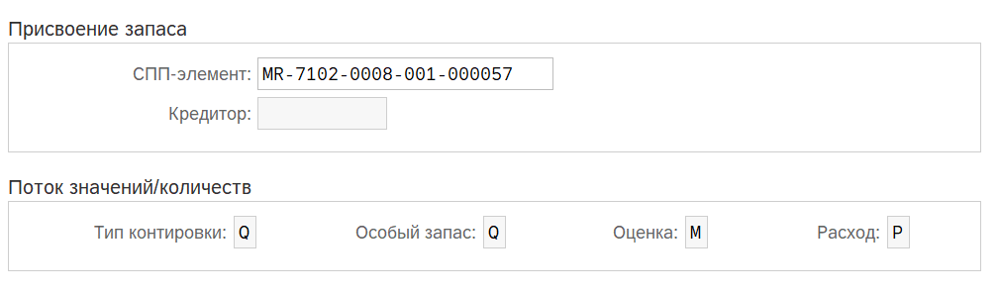 Присвоение запаса
СПП-элемент: MR-7102-0008-001-000057
Кредитор:
Поток значений/количеств
Тип контировки: Q Особый запас: Q Оценка: M Расход: P